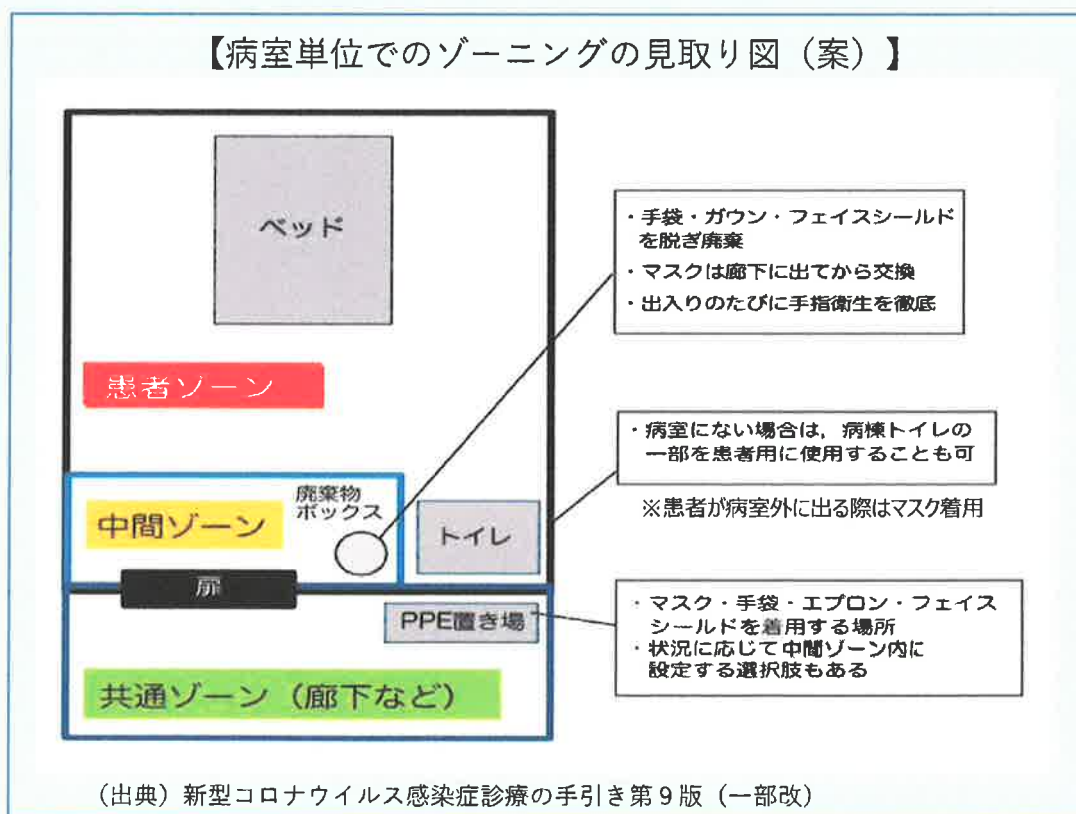 【病室単位でのゾーニングの見取り図（案）】
ベッド
・手袋・ガウン・フェイスシールド
を脱ぎ廃棄
・マスクは廊下に出てから交換
・出入りのたびに手指衛生を徹底
患者ゾーン
・病室にない場合は，病棟トイレの
一部を患者用に使用することも可
※患者が病室外に出る際はマスク着用
中間ゾーン
廃棄物
ボックス
トイレ
扉
PPE置き場
・マスク・手袋・エプロン・フェイス
シールドを着用する場所
・状況に応じて中間ゾーン内に
設定する選択肢もある
共通ゾーン（廊下など）
（出典）新型コロナウイルス感染症診療の手引き第９版（一部改）